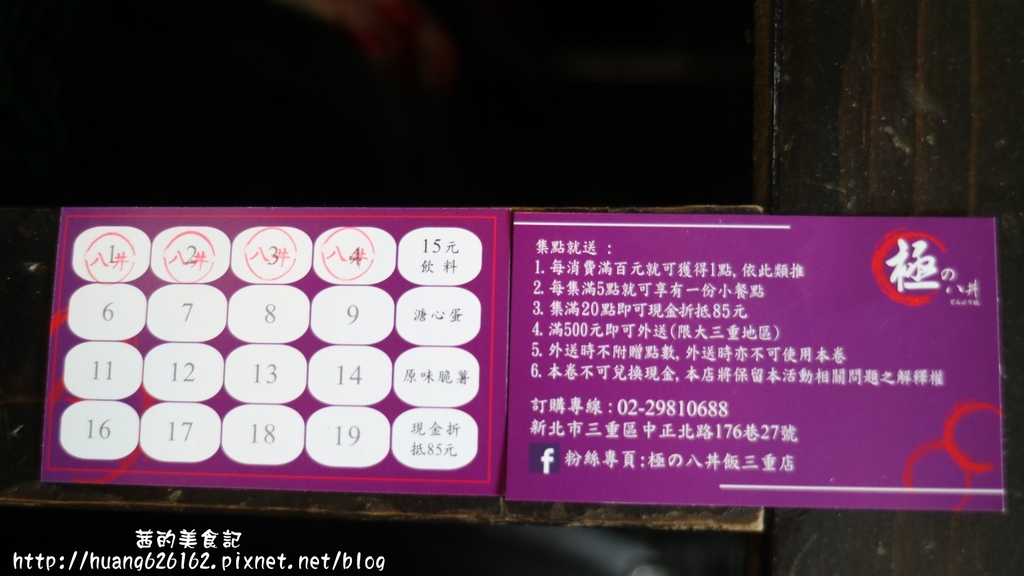 1 2 3 4 15元
飲料
八丼 八丼 八丼 八丼
6 7 8 9 溏心蛋
11 12 13 14 原味脆薯
16 17 18 19 現金折
抵85元
極の八丼
集點就送：
1. 每消費滿百元就可獲得1點, 依此類推
2. 每集滿5點就可享有一份小餐點
3. 集滿20點即可現金折抵85元
4. 滿500元即可外送(限大三重地區)
5. 外送時不附贈點數, 外送時亦不可使用本卷
6. 本卷不可兌換現金, 本店將保留本活動相關問題之解釋權
訂購專線：02-29810688
新北市三重區中正北路176巷27號
f 粉絲專頁:極の八丼飯三重店
茜的美食記
http://huang626162.pixnet.net/blog